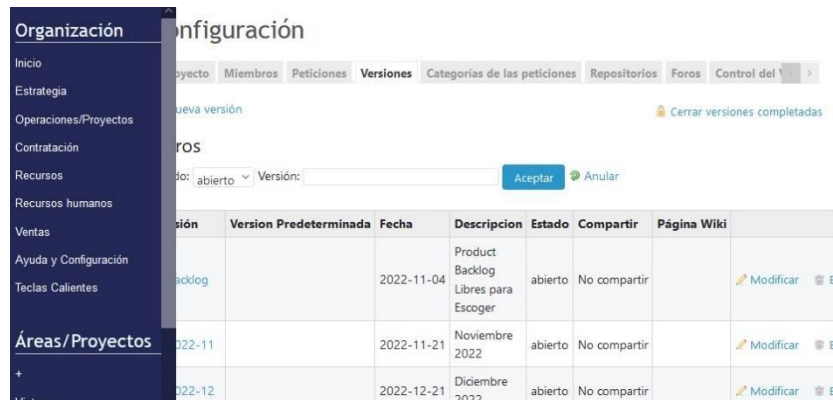 Organización
Inicio
Estrategia
Operaciones/Proyectos
Contratación
Recursos
Recursos humanos
Ventas
Ayuda y Configuración
Teclas Calientes
Áreas/Proyectos
+
onfiguración
oyecto Miembros Peticiones Versiones Categorías de las peticiones Repositorios Foros Control del
ueva versión Cerrar versiones completadas
ros
do: abierto Versión: Aceptar Anular
sión Version Predeterminada Fecha Descripcion Estado Compartir Página Wiki
acklog 2022-11-04 Product Backlog Libres para Escoger abierto No compartir Modificar
022-11 2022-11-21 Noviembre 2022 abierto No compartir Modificar
022-12 2022-12-21 Diciembre 2022 abierto No compartir Modificar